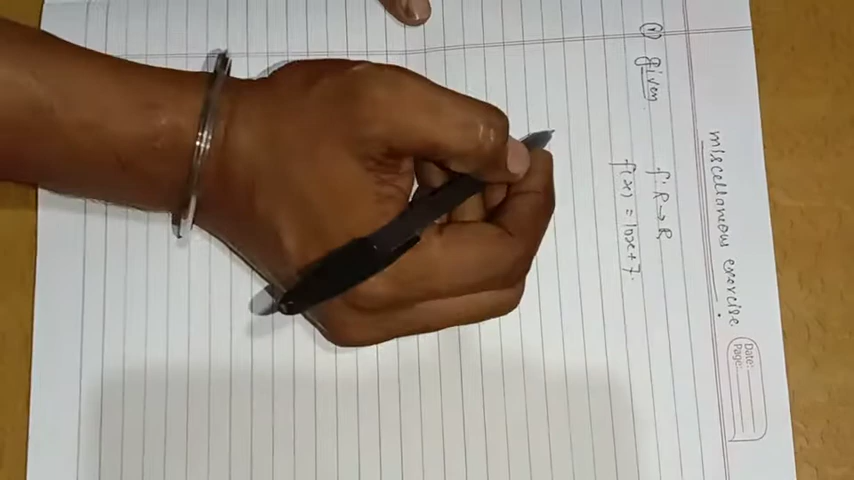 Date:
Page:
miscellaneous exercise.
① given f: R → R
f(x) = 10x + 7.